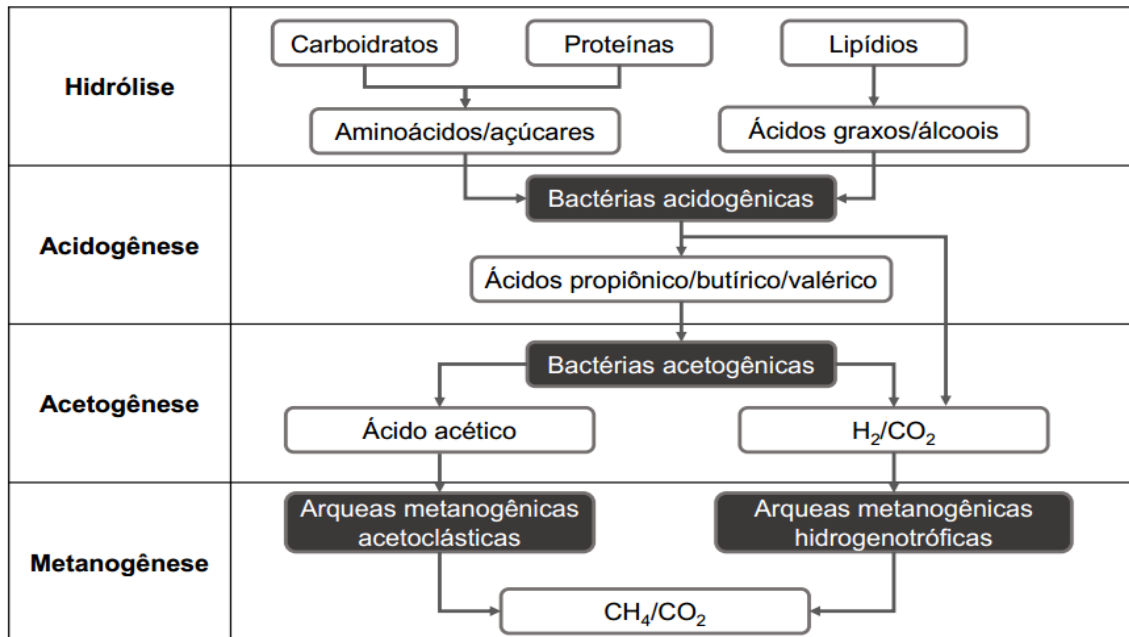 Hidrólise
Carboidratos
Proteínas
Lipídios
Aminoácidos/açúcares
Ácidos graxos/álcoois
Acidogênese
Bactérias acidogênicas
Ácidos propiônico/butírico/valérico
Acetogênese
Bactérias acetogênicas
Ácido acético
H₂/CO₂
Metanogênese
Arqueas metanogênicas
acetoclásticas
Arqueas metanogênicas
hidrogenotróficas
CH₄/CO₂